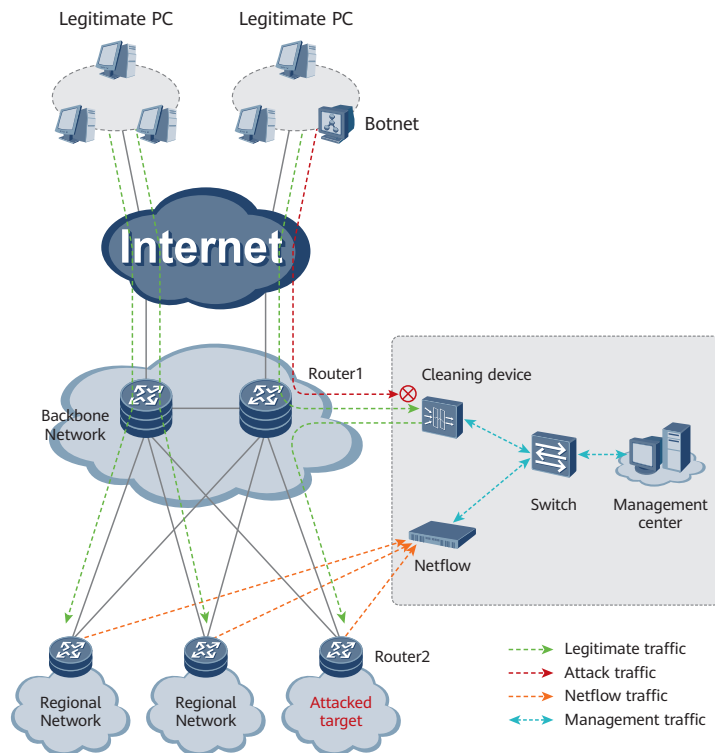 Legitimate PC
Legitimate PC
Botnet
Internet
Router1
Backbone
Network
Cleaning device
Switch
Management
center
Netflow
Router2
Regional
Network
Regional
Network
Attacked
target
Legitimate traffic
Attack traffic
Netflow traffic
Management traffic